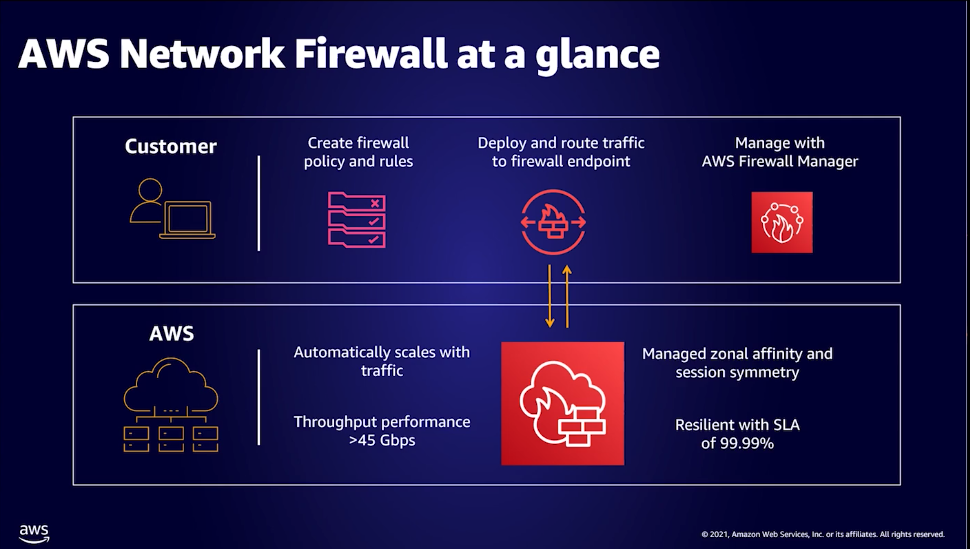 AWS Network Firewall at a glance
Customer
Create firewall
policy and rules
Deploy and route traffic
to firewall endpoint
Manage with
AWS Firewall Manager
AWS
Automatically scales with
traffic
Throughput performance
>45 Gbps
Managed zonal affinity and
session symmetry
Resilient with SLA
of 99.99%
aws
© 2021, Amazon Web Services, Inc. or its affiliates. All rights reserved.